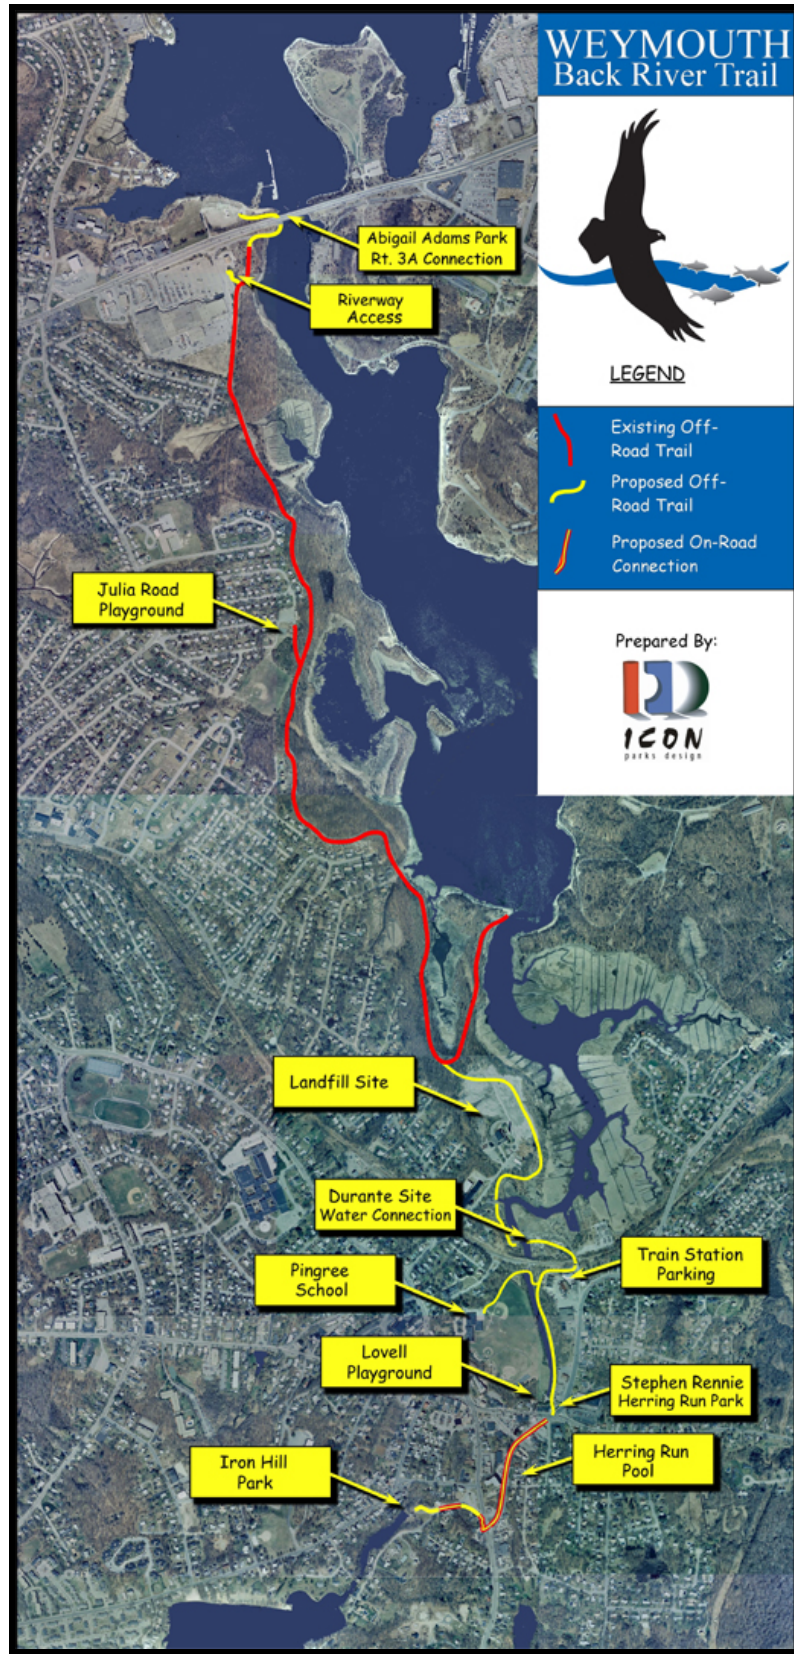 WEYMOUTH
Back River Trail
LEGEND
Existing Off-
Road Trail
Proposed Off-
Road Trail
Proposed On-Road
Connection
Prepared By:
ICON
parks design
Abigail Adams Park
Rt. 3A Connection
Riverway
Access
Julia Road
Playground
Landfill Site
Durante Site
Water Connection
Train Station
Parking
Pingree
School
Lovell
Playground
Stephen Rennie
Herring Run Park
Herring Run
Pool
Iron Hill
Park